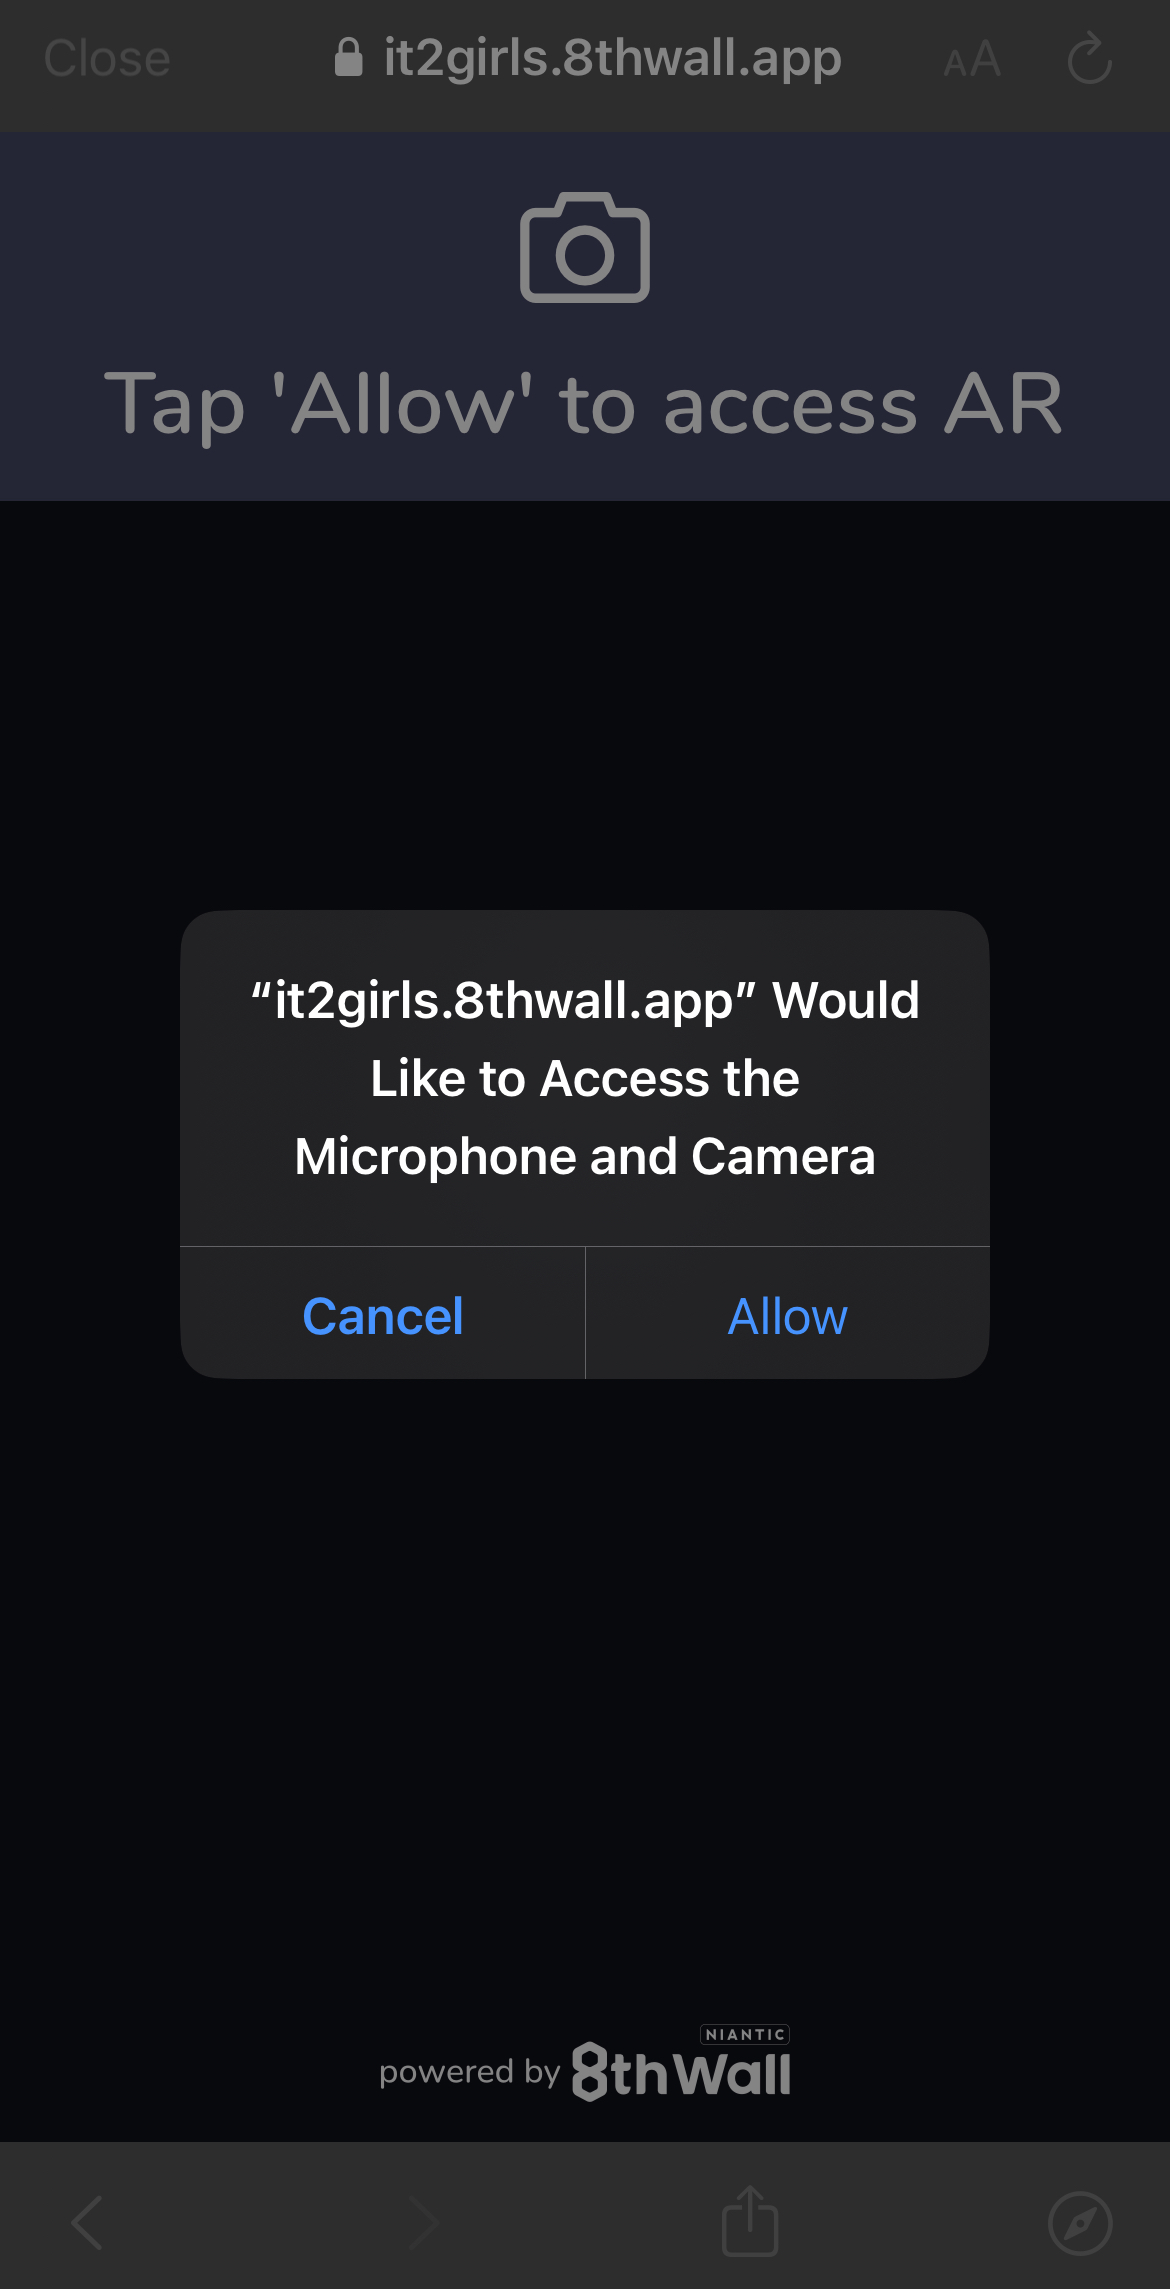 Close
it2girls.8thwall.app
AA
Tap 'Allow' to access AR
“it2girls.8thwall.app” Would
Like to Access the
Microphone and Camera
Cancel
Allow
NIANTIC
powered by 8thWall